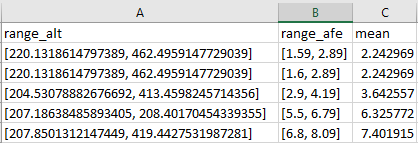 A B C
range_alt range_afe mean
[220.1318614797389, 462.4959147729039] [1.59, 2.89] 2.242969
[220.1318614797389, 462.4959147729039] [1.6, 2.89] 2.242969
[204.53078882676692, 413.4598245714356] [2.9, 4.19] 3.642557
[207.18638485893405, 208.40170454339355] [5.5, 6.79] 6.325772
[207.8501312147449, 419.4427531987281] [6.8, 8.09] 7.401915